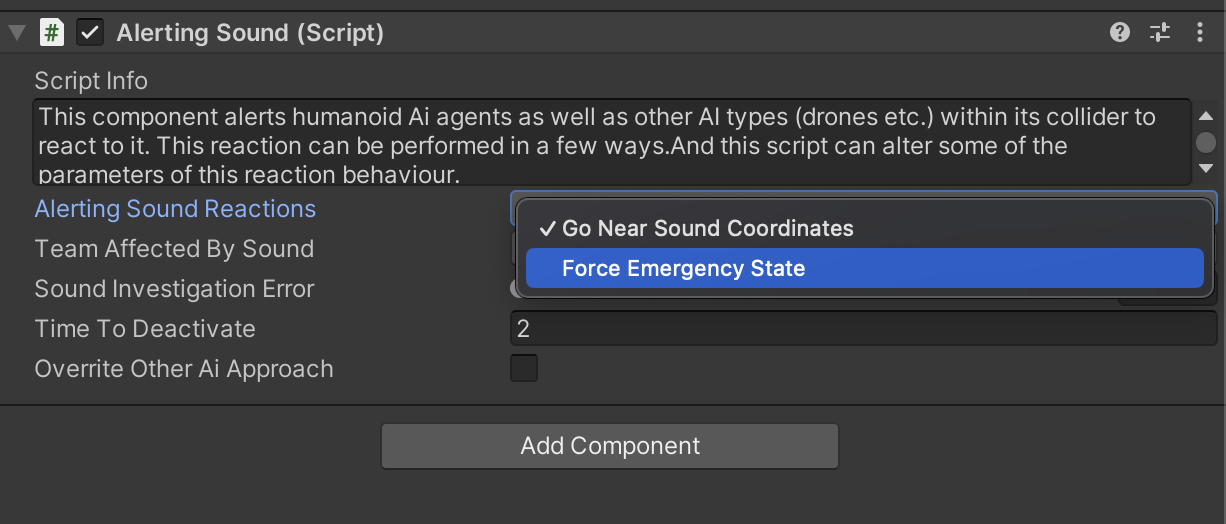 Alerting Sound (Script)
Script Info
This component alerts humanoid Ai agents as well as other AI types (drones etc.) within its collider to
react to it. This reaction can be performed in a few ways.And this script can alter some of the
parameters of this reaction behaviour.
Alerting Sound Reactions
✓ Go Near Sound Coordinates
Force Emergency State
Team Affected By Sound
Sound Investigation Error
Time To Deactivate 2
Overrite Other Ai Approach
Add Component